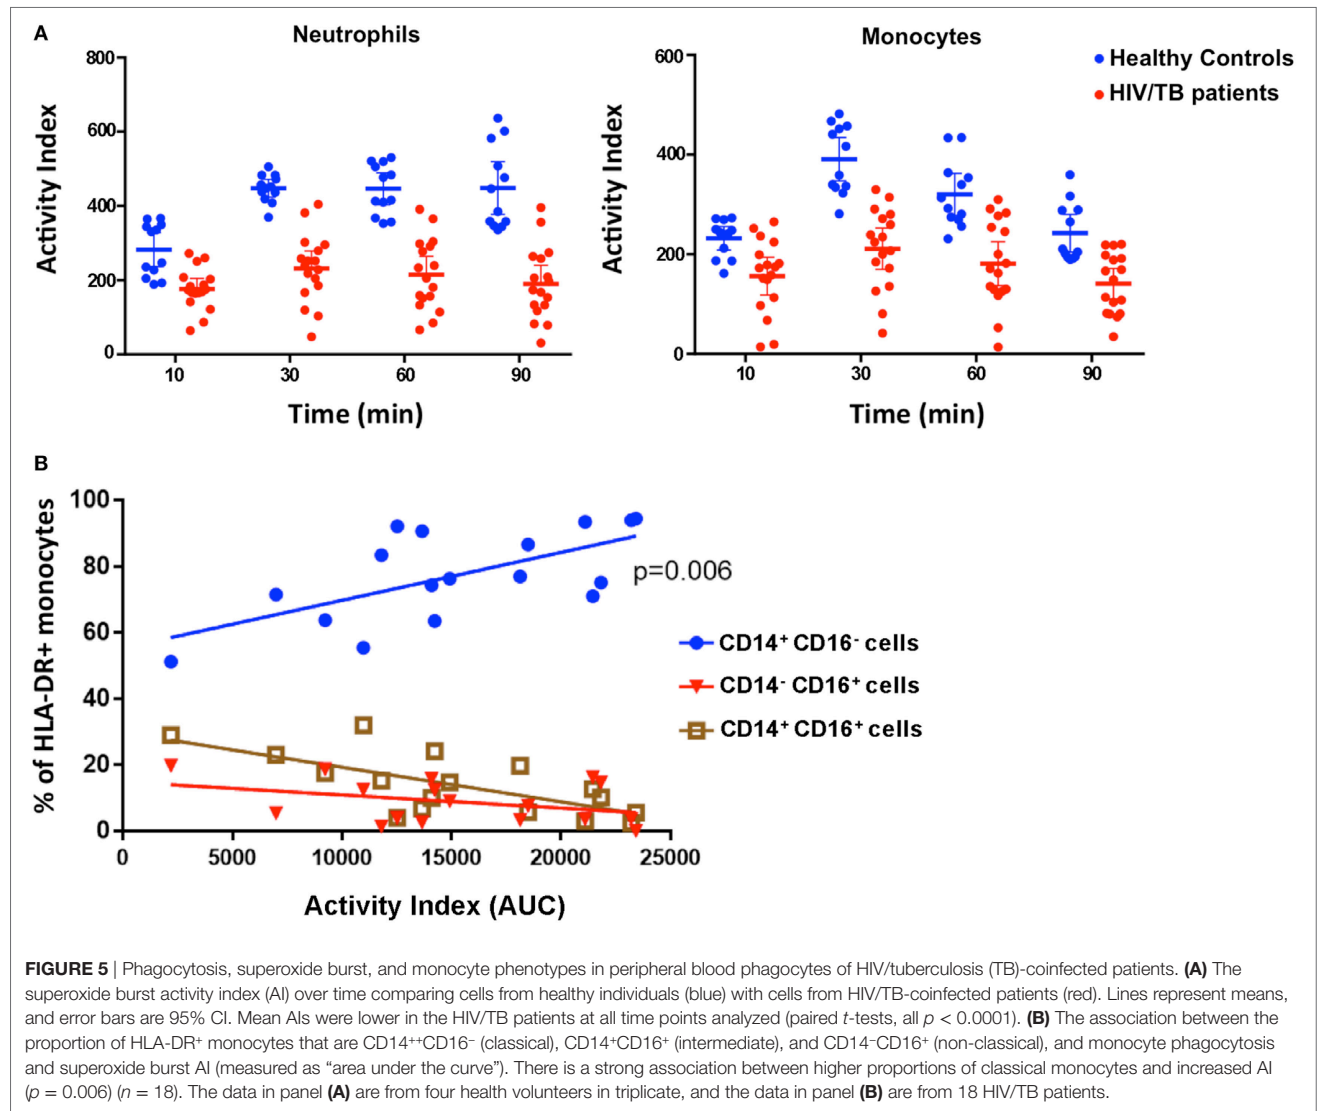 A
Neutrophils
Monocytes
Healthy Controls
HIV/TB patients
Activity Index
800
600
400
200
0
10 30 60 90
Time (min)
Activity Index
600
400
200
0
10 30 60 90
Time (min)
B
% of HLA-DR+ monocytes
100
80
60
40
20
0
0 5000 10000 15000 20000 25000
Activity Index (AUC)
p=0.006
CD14⁺ CD16⁻ cells
CD14⁻ CD16⁺ cells
CD14⁺ CD16⁺ cells
FIGURE 5 | Phagocytosis, superoxide burst, and monocyte phenotypes in peripheral blood phagocytes of HIV/tuberculosis (TB)-coinfected patients. (A) The
superoxide burst activity index (AI) over time comparing cells from healthy individuals (blue) with cells from HIV/TB-coinfected patients (red). Lines represent means,
and error bars are 95% CI. Mean AIs were lower in the HIV/TB patients at all time points analyzed (paired t-tests, all p < 0.0001). (B) The association between the
proportion of HLA-DR⁺ monocytes that are CD14⁺⁺CD16⁻ (classical), CD14⁺CD16⁺ (intermediate), and CD14⁻CD16⁺ (non-classical), and monocyte phagocytosis
and superoxide burst AI (measured as “area under the curve”). There is a strong association between higher proportions of classical monocytes and increased AI
(p = 0.006) (n = 18). The data in panel (A) are from four health volunteers in triplicate, and the data in panel (B) are from 18 HIV/TB patients.